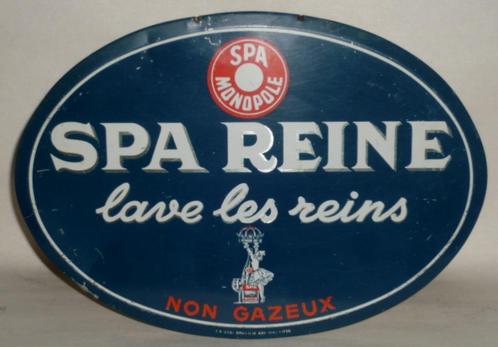 SPA
MONOPOLE
SPA REINE
lave les reins
NON GAZEUX